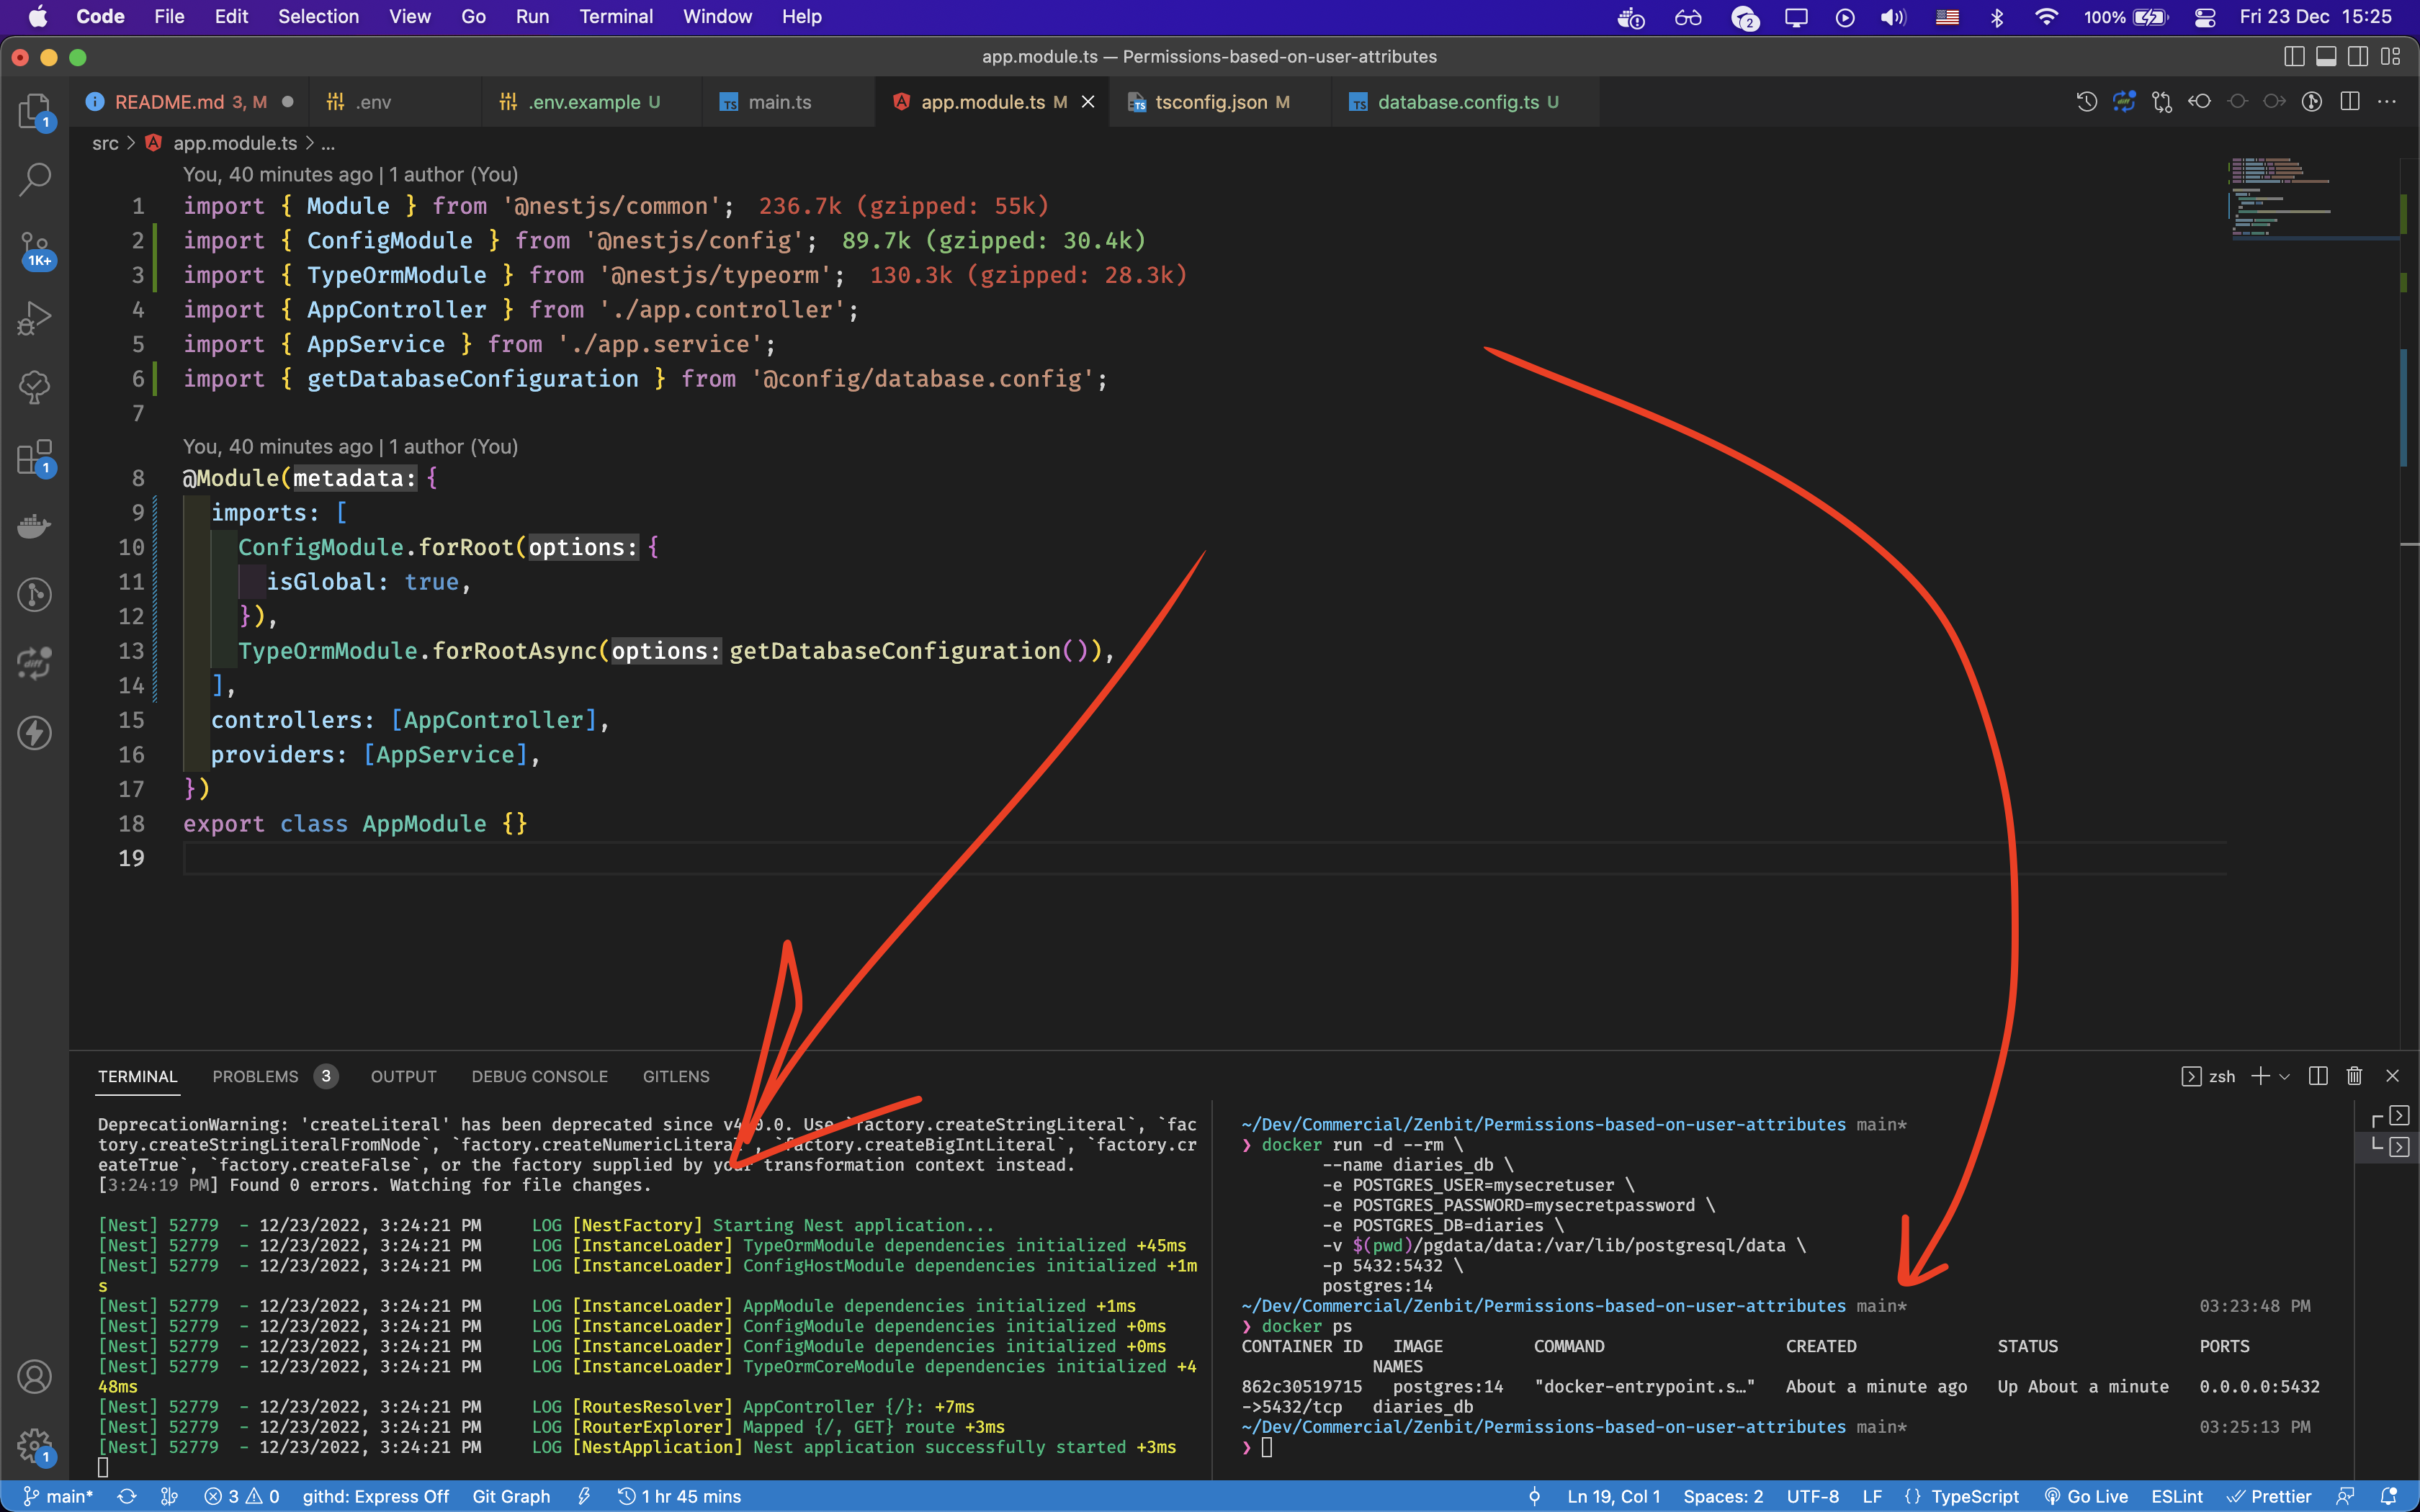 Code File Edit Selection View Go Run Terminal Window Help
2 100% Fri 23 Dec 15:25
app.module.ts — Permissions-based-on-user-attributes
README.md 3, M .env .env.example U main.ts app.module.ts M tsconfig.json M database.config.ts U
src > app.module.ts > ...
You, 40 minutes ago | 1 author (You)
1 import { Module } from '@nestjs/common'; 236.7k (gzipped: 55k)
2 import { ConfigModule } from '@nestjs/config'; 89.7k (gzipped: 30.4k)
3 import { TypeOrmModule } from '@nestjs/typeorm'; 130.3k (gzipped: 28.3k)
4 import { AppController } from './app.controller';
5 import { AppService } from './app.service';
6 import { getDatabaseConfiguration } from '@config/database.config';
7
You, 40 minutes ago | 1 author (You)
8 @Module(metadata: {
9 imports: [
10 ConfigModule.forRoot(options: {
11 isGlobal: true,
12 }),
13 TypeOrmModule.forRootAsync(options: getDatabaseConfiguration()),
14 ],
15 controllers: [AppController],
16 providers: [AppService],
17 })
18 export class AppModule {}
19
1
1K+
1
1
TERMINAL PROBLEMS 3 OUTPUT DEBUG CONSOLE GITLENS
zsh
DeprecationWarning: 'createLiteral' has been deprecated since .0. Use `factory.createStringLiteral`, `fac
tory.createStringLiteralFromNode`, `factory.createNumericLiteral`, `factory.createBigIntLiteral`, `factory.cr
eateTrue`, `factory.createFalse`, or the factory supplied by your transformation context instead.
[3:24:19 PM] Found 0 errors. Watching for file changes.
[Nest] 52779 - 12/23/2022, 3:24:21 PM LOG [NestFactory] Starting Nest application...
[Nest] 52779 - 12/23/2022, 3:24:21 PM LOG [InstanceLoader] TypeOrmModule dependencies initialized +45ms
[Nest] 52779 - 12/23/2022, 3:24:21 PM LOG [InstanceLoader] ConfigHostModule dependencies initialized +1m
s
[Nest] 52779 - 12/23/2022, 3:24:21 PM LOG [InstanceLoader] AppModule dependencies initialized +1ms
[Nest] 52779 - 12/23/2022, 3:24:21 PM LOG [InstanceLoader] ConfigModule dependencies initialized +0ms
[Nest] 52779 - 12/23/2022, 3:24:21 PM LOG [InstanceLoader] ConfigModule dependencies initialized +0ms
[Nest] 52779 - 12/23/2022, 3:24:21 PM LOG [InstanceLoader] TypeOrmCoreModule dependencies initialized +4
48ms
[Nest] 52779 - 12/23/2022, 3:24:21 PM LOG [RoutesResolver] AppController {/}: +7ms
[Nest] 52779 - 12/23/2022, 3:24:21 PM LOG [RouterExplorer] Mapped {/, GET} route +3ms
[Nest] 52779 - 12/23/2022, 3:24:21 PM LOG [NestApplication] Nest application successfully started +3ms
~/Dev/Commercial/Zenbit/Permissions-based-on-user-attributes main*
❯ docker run -d --rm \
--name diaries_db \
-e POSTGRES_USER=mysecretuser \
-e POSTGRES_PASSWORD=mysecretpassword \
-e POSTGRES_DB=diaries \
-v $(pwd)/pgdata/data:/var/lib/postgresql/data \
-p 5432:5432 \
postgres:14
~/Dev/Commercial/Zenbit/Permissions-based-on-user-attributes main* 03:23:48 PM
❯ docker ps
CONTAINER ID IMAGE COMMAND CREATED STATUS PORTS
NAMES
862c30519715 postgres:14 "docker-entrypoint.s…" About a minute ago Up About a minute 0.0.0.0:5432
->5432/tcp diaries_db
~/Dev/Commercial/Zenbit/Permissions-based-on-user-attributes main* 03:25:13 PM
❯
main* 3 0 githd: Express Off Git Graph 1 hr 45 mins Ln 19, Col 1 Spaces: 2 UTF-8 LF {} TypeScript Go Live ESLint Prettier